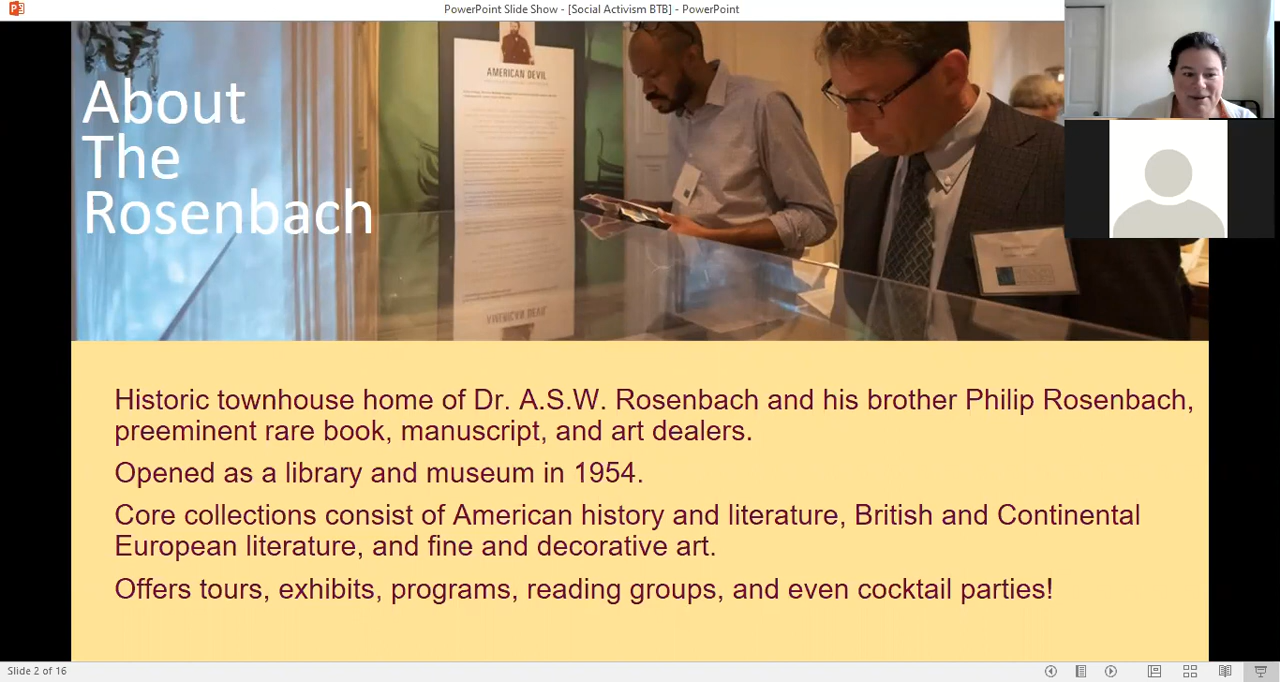 PowerPoint Slide Show - [Social Activism BTB] - PowerPoint
About
The
Rosenbach
AMERICAN DEVIL
Historic townhouse home of Dr. A.S.W. Rosenbach and his brother Philip Rosenbach,
preeminent rare book, manuscript, and art dealers.
Opened as a library and museum in 1954.
Core collections consist of American history and literature, British and Continental
European literature, and fine and decorative art.
Offers tours, exhibits, programs, reading groups, and even cocktail parties!
Slide 2 of 16